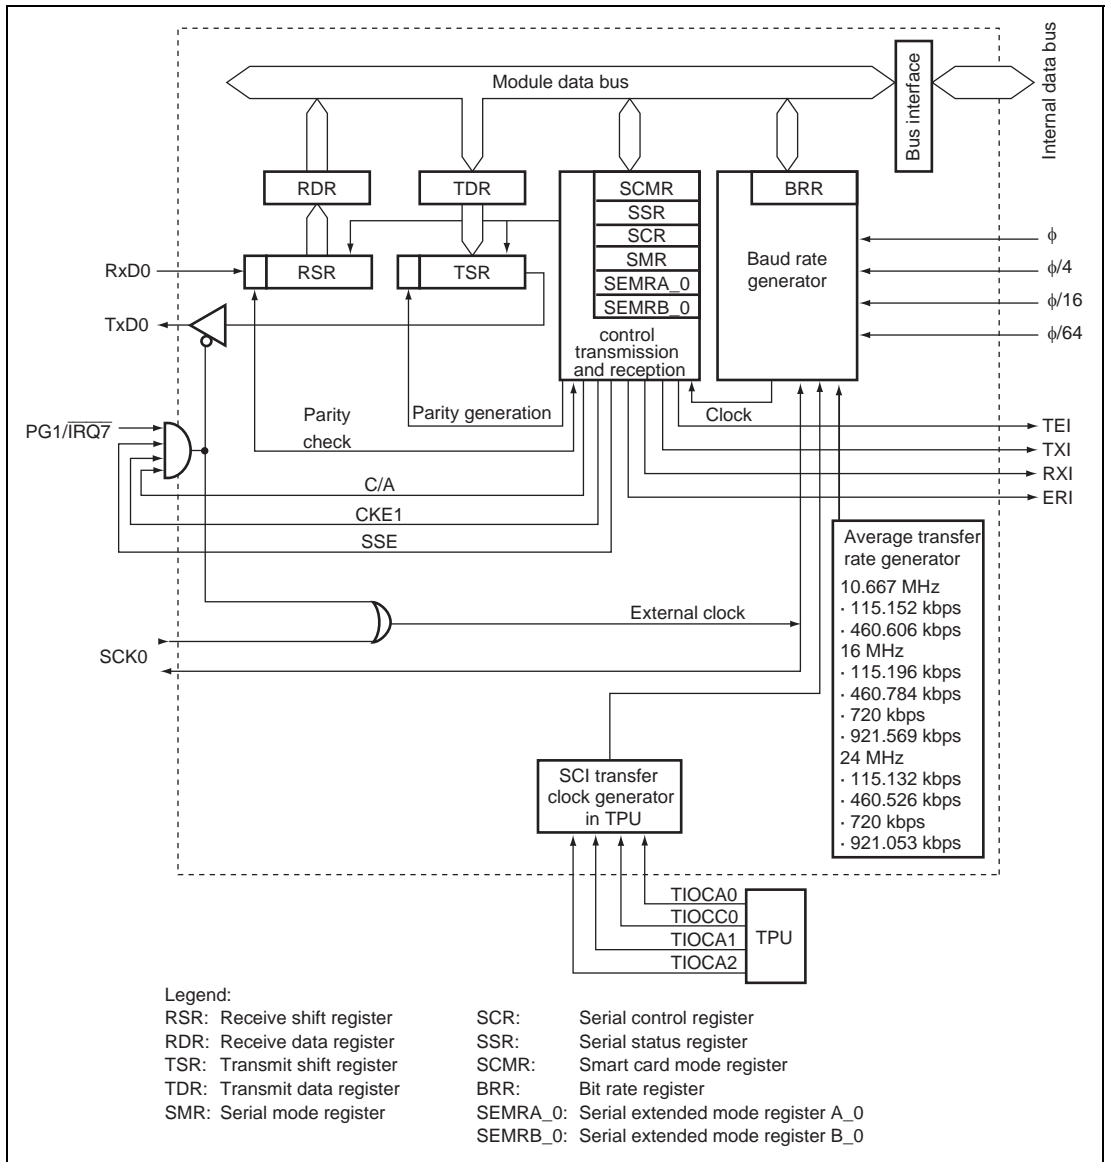 Module data bus
Bus interface
Internal data bus
RDR
TDR
SCMR
SSR
SCR
SMR
SEMRA_0
SEMRB_0
control
transmission
and reception
BRR
Baud rate
generator
RSR
TSR
RxD0
TxD0
φ
φ/4
φ/16
φ/64
Parity
check
Parity generation
Clock
PG1/IRQ7
TEI
TXI
RXI
ERI
C/A
CKE1
SSE
External clock
SCK0
Average transfer
rate generator
10.667 MHz
· 115.152 kbps
· 460.606 kbps
16 MHz
· 115.196 kbps
· 460.784 kbps
· 720 kbps
· 921.569 kbps
24 MHz
· 115.132 kbps
· 460.526 kbps
· 720 kbps
· 921.053 kbps
SCI transfer
clock generator
in TPU
TIOCA0
TIOCC0
TIOCA1
TIOCA2
TPU
Legend:
RSR: Receive shift register
RDR: Receive data register
TSR: Transmit shift register
TDR: Transmit data register
SMR: Serial mode register
SCR: Serial control register
SSR: Serial status register
SCMR: Smart card mode register
BRR: Bit rate register
SEMRA_0: Serial extended mode register A_0
SEMRB_0: Serial extended mode register B_0